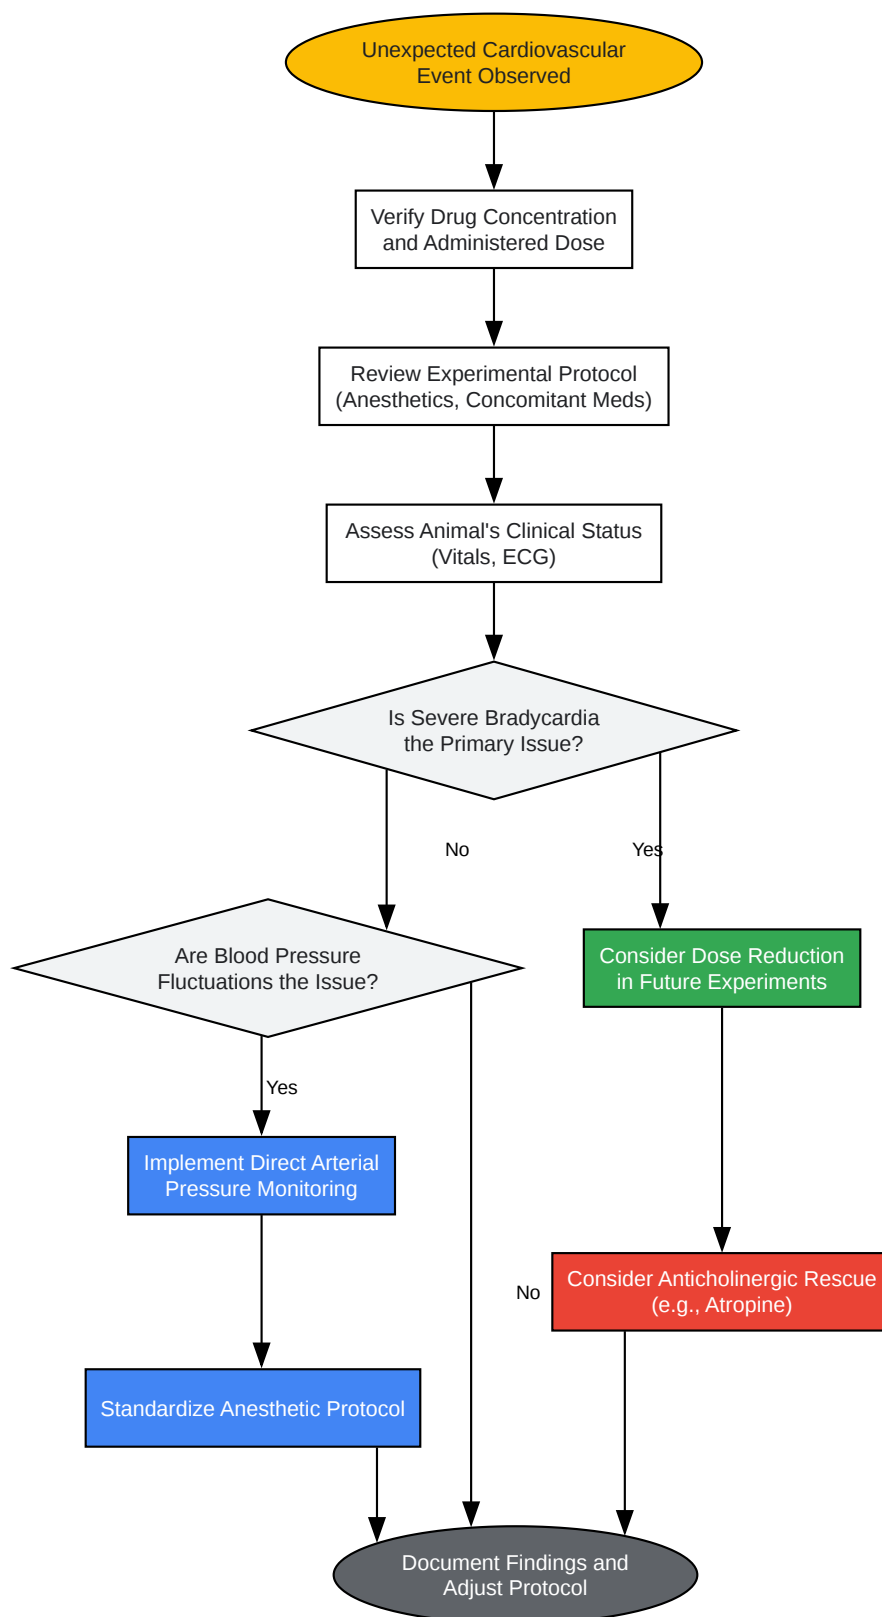 Unexpected Cardiovascular
Event Observed
Verify Drug Concentration
and Administered Dose
Review Experimental Protocol
(Anesthetics, Concomitant Meds)
Assess Animal's Clinical Status
(Vitals, ECG)
Is Severe Bradycardia
the Primary Issue?
No
Yes
Are Blood Pressure
Fluctuations the Issue?
Consider Dose Reduction
in Future Experiments
Yes
Implement Direct Arterial
Pressure Monitoring
No
Consider Anticholinergic Rescue
(e.g., Atropine)
Standardize Anesthetic Protocol
Document Findings and
Adjust Protocol